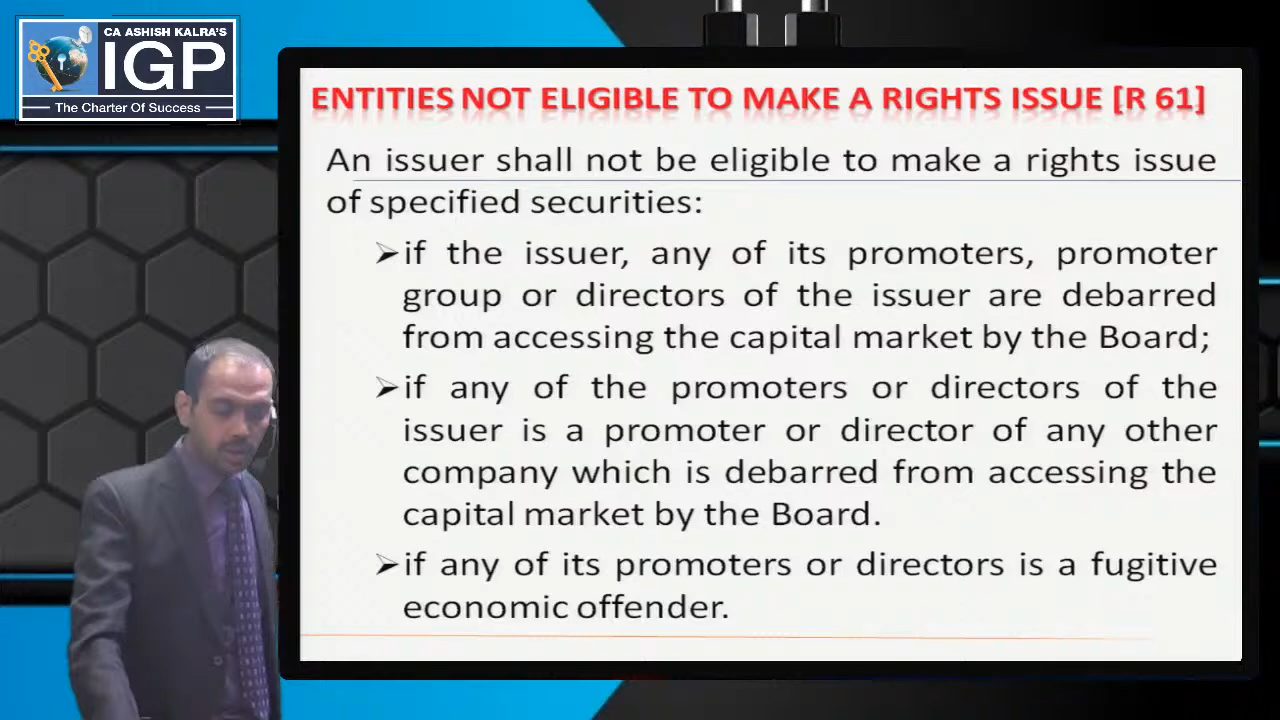 CA ASHISH KALRA'S
IGP
The Charter Of Success
ENTITIES NOT ELIGIBLE TO MAKE A RIGHTS ISSUE [R 61]
An issuer shall not be eligible to make a rights issue
of specified securities:
➢if the issuer, any of its promoters, promoter
group or directors of the issuer are debarred
from accessing the capital market by the Board;
➢if any of the promoters or directors of the
issuer is a promoter or director of any other
company which is debarred from accessing the
capital market by the Board.
➢if any of its promoters or directors is a fugitive
economic offender.